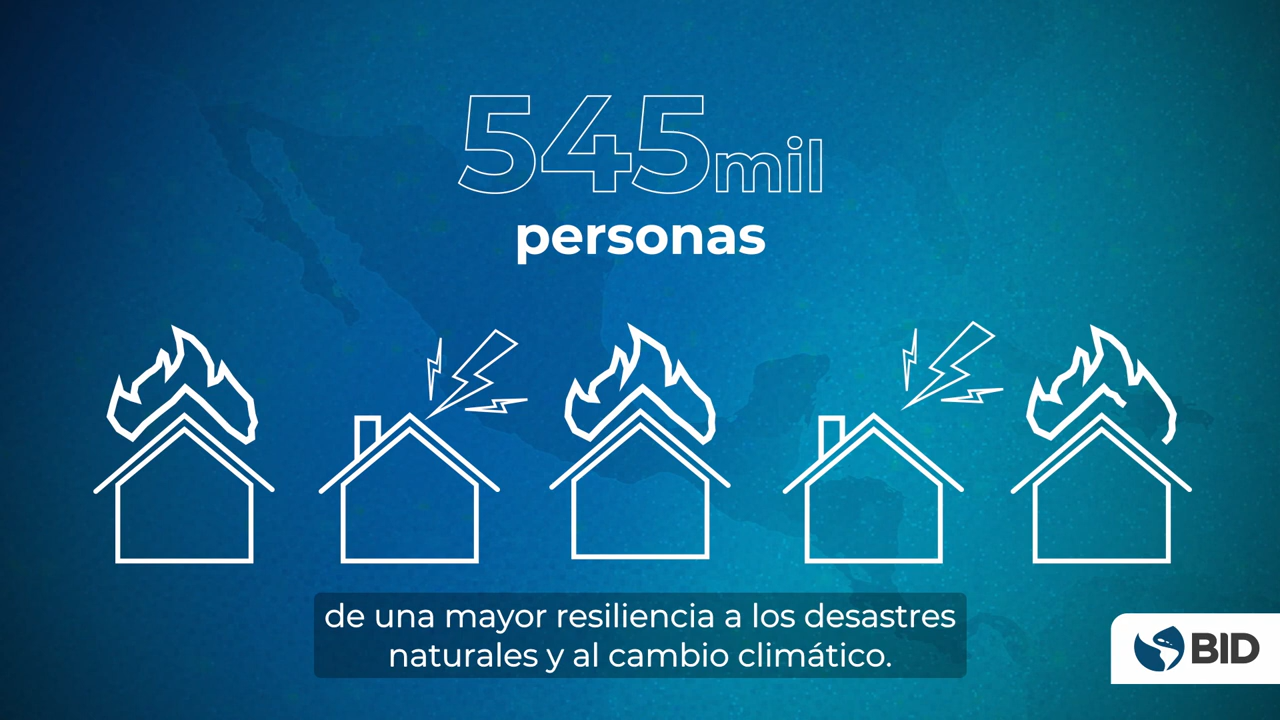 545mil
personas
de una mayor resiliencia a los desastres
naturales y al cambio climático.
BID